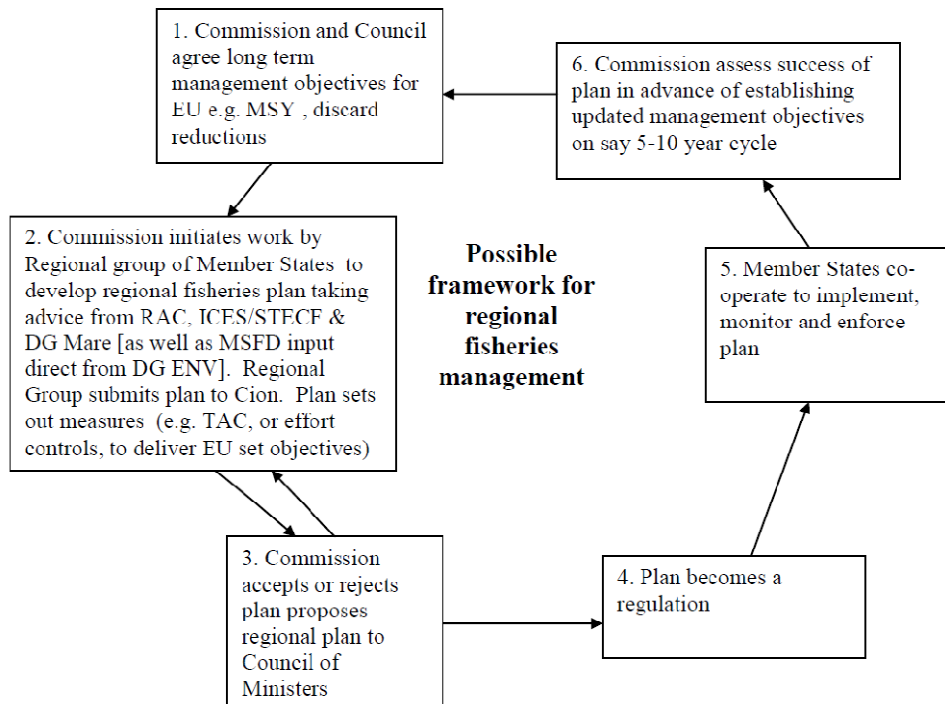 1. Commission and Council
agree long term
management objectives for
EU e.g. MSY , discard
reductions
6. Commission assess success of
plan in advance of establishing
updated management objectives
on say 5-10 year cycle
2. Commission initiates work by
Regional group of Member States to
develop regional fisheries plan taking
advice from RAC, ICES/STECF &
DG Mare [as well as MSFD input
direct from DG ENV]. Regional
Group submits plan to Cion. Plan sets
out measures (e.g. TAC, or effort
controls, to deliver EU set objectives)
Possible
framework for
regional
fisheries
management
5. Member States co-
operate to implement,
monitor and enforce
plan
3. Commission
accepts or rejects
plan proposes
regional plan to
Council of
Ministers
4. Plan becomes a
regulation